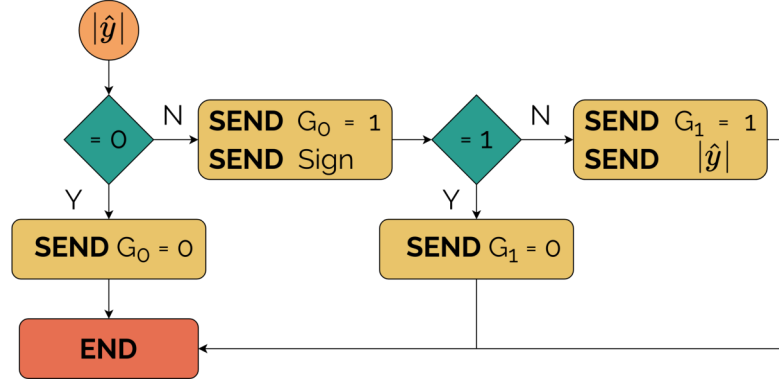 |ŷ|
= 0
N
SEND G₀ = 1
SEND Sign
= 1
N
SEND G₁ = 1
SEND |ŷ|
Y
SEND G₀ = 0
Y
SEND G₁ = 0
END